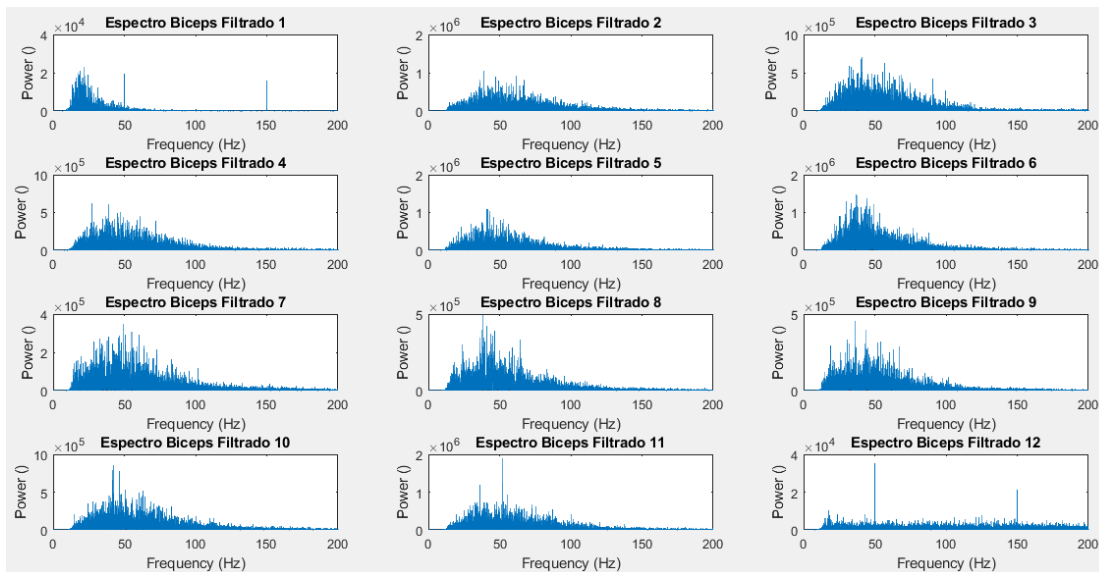 Espectro Biceps Filtrado 1
×10^4
4
2
0
Power ()
0 50 100 150 200
Frequency (Hz)
Espectro Biceps Filtrado 2
×10^6
2
1
0
Power ()
0 50 100 150 200
Frequency (Hz)
Espectro Biceps Filtrado 3
×10^5
10
5
0
Power ()
0 50 100 150 200
Frequency (Hz)
Espectro Biceps Filtrado 4
×10^5
10
5
0
Power ()
0 50 100 150 200
Frequency (Hz)
Espectro Biceps Filtrado 5
×10^6
2
1
0
Power ()
0 50 100 150 200
Frequency (Hz)
Espectro Biceps Filtrado 6
×10^6
2
1
0
Power ()
0 50 100 150 200
Frequency (Hz)
Espectro Biceps Filtrado 7
×10^5
4
2
0
Power ()
0 50 100 150 200
Frequency (Hz)
Espectro Biceps Filtrado 8
×10^5
5
0
Power ()
0 50 100 150 200
Frequency (Hz)
Espectro Biceps Filtrado 9
×10^5
5
0
Power ()
0 50 100 150 200
Frequency (Hz)
Espectro Biceps Filtrado 10
×10^5
10
5
0
Power ()
0 50 100 150 200
Frequency (Hz)
Espectro Biceps Filtrado 11
×10^6
2
1
0
Power ()
0 50 100 150 200
Frequency (Hz)
Espectro Biceps Filtrado 12
×10^4
4
2
0
Power ()
0 50 100 150 200
Frequency (Hz)